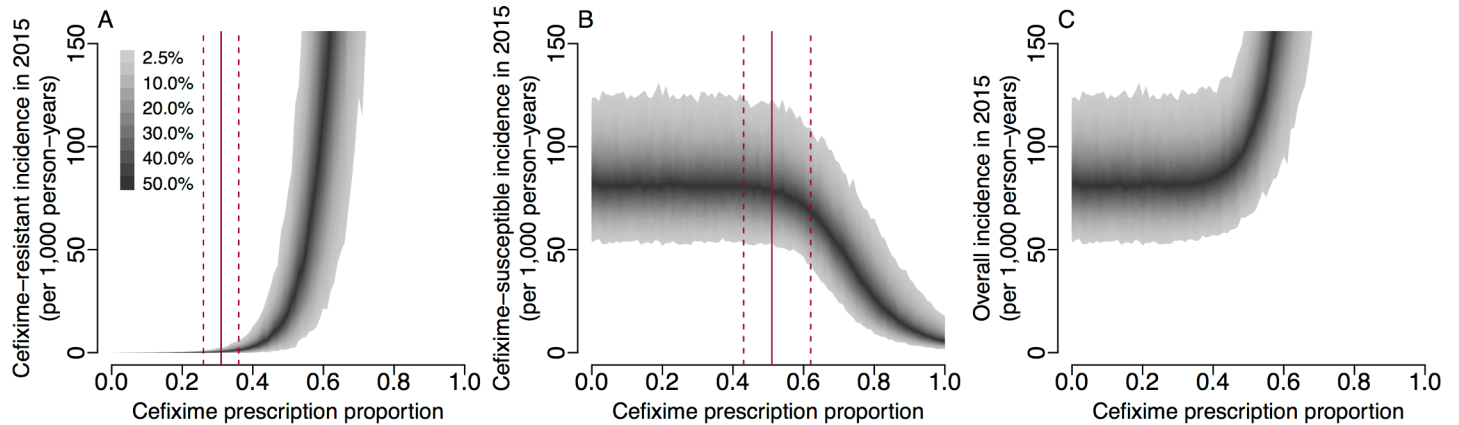 A
Cefixime−resistant incidence in 2015
(per 1,000 person−years)
150
100
50
0
2.5%
10.0%
20.0%
30.0%
40.0%
50.0%
0.0 0.2 0.4 0.6 0.8 1.0
Cefixime prescription proportion
B
Cefixime−susceptible incidence in 2015
(per 1,000 person−years)
150
100
50
0
0.0 0.2 0.4 0.6 0.8 1.0
Cefixime prescription proportion
C
Overall incidence in 2015
(per 1,000 person−years)
150
100
50
0
0.0 0.2 0.4 0.6 0.8 1.0
Cefixime prescription proportion